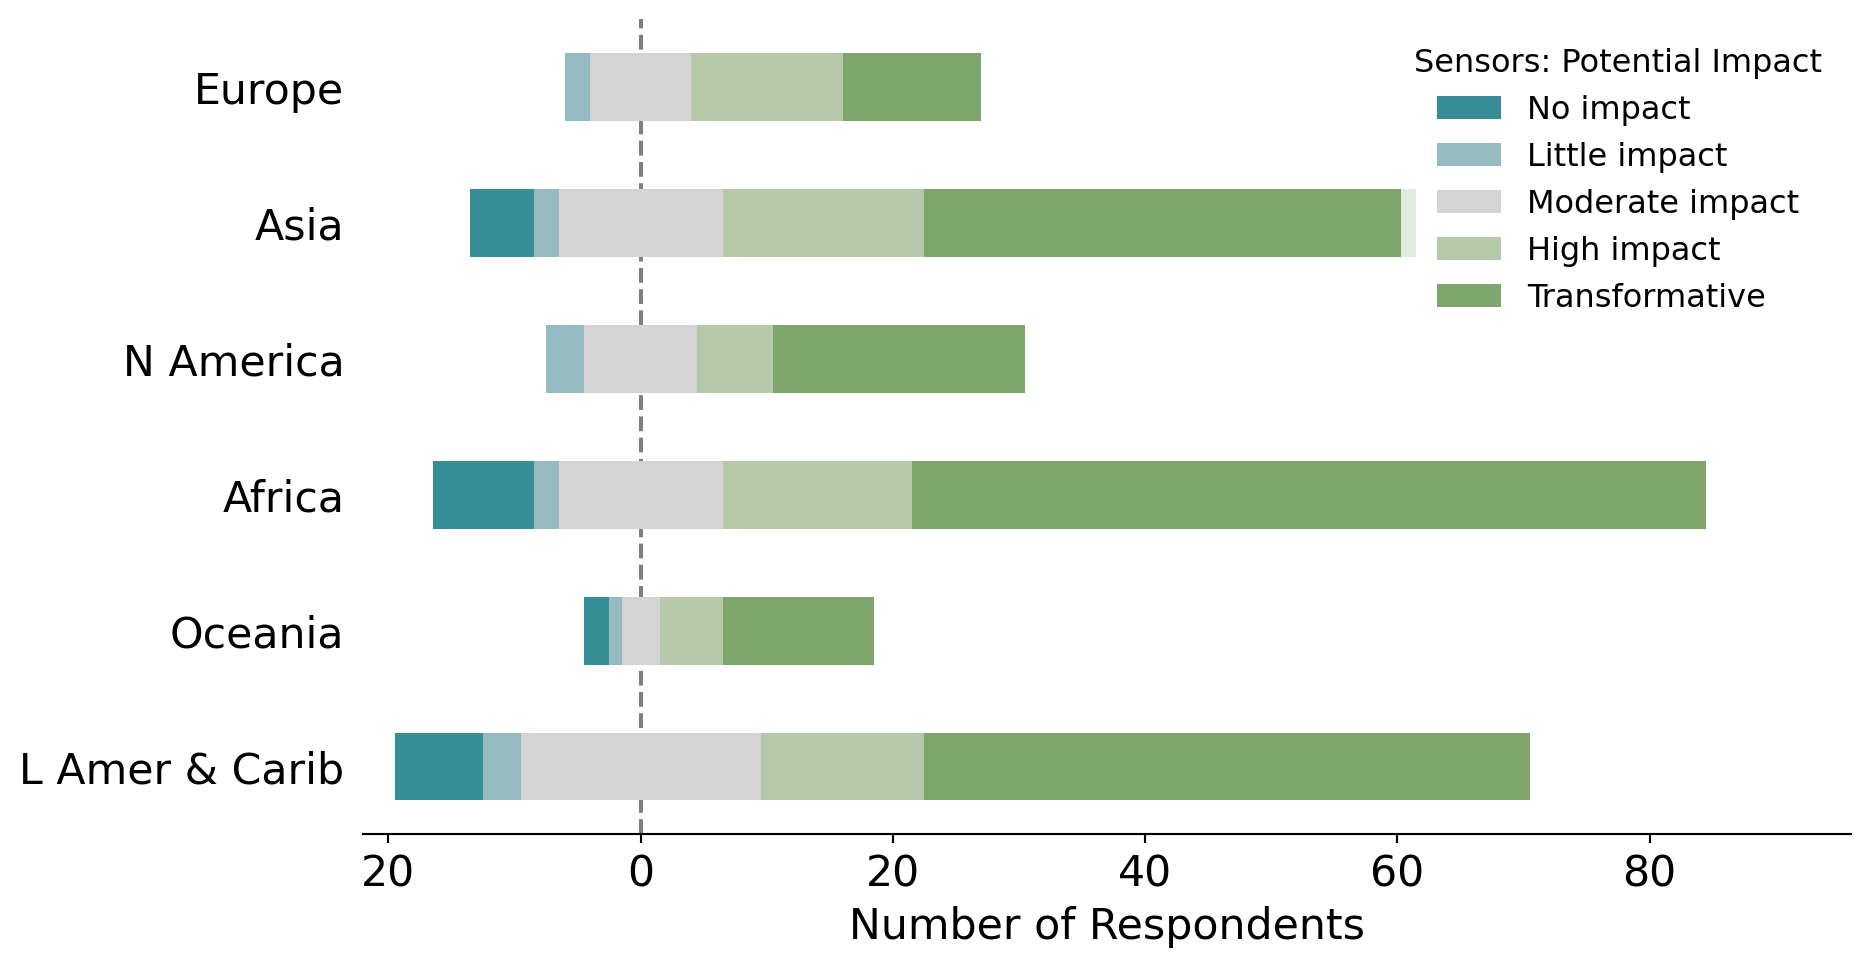 Sensors: Potential Impact
No impact
Little impact
Moderate impact
High impact
Transformative
Europe
Asia
N America
Africa
Oceania
L Amer & Carib
20 0 20 40 60 80
Number of Respondents